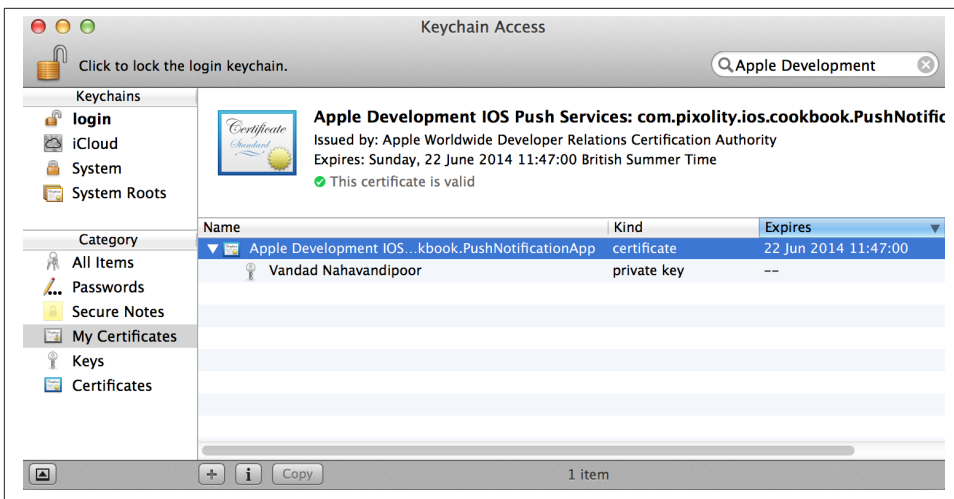 Keychain Access
Click to lock the login keychain.
Apple Development
Keychains
login
iCloud
System
System Roots
Category
All Items
Passwords
Secure Notes
My Certificates
Keys
Certificates
Certificate
Standard
Apple Development IOS Push Services: com.pixolity.ios.cookbook.PushNotific
Issued by: Apple Worldwide Developer Relations Certification Authority
Expires: Sunday, 22 June 2014 11:47:00 British Summer Time
This certificate is valid
Name Kind Expires
Apple Development IOS...kbook.PushNotificationApp certificate 22 Jun 2014 11:47:00
Vandad Nahavandipoor private key --
Copy
1 item